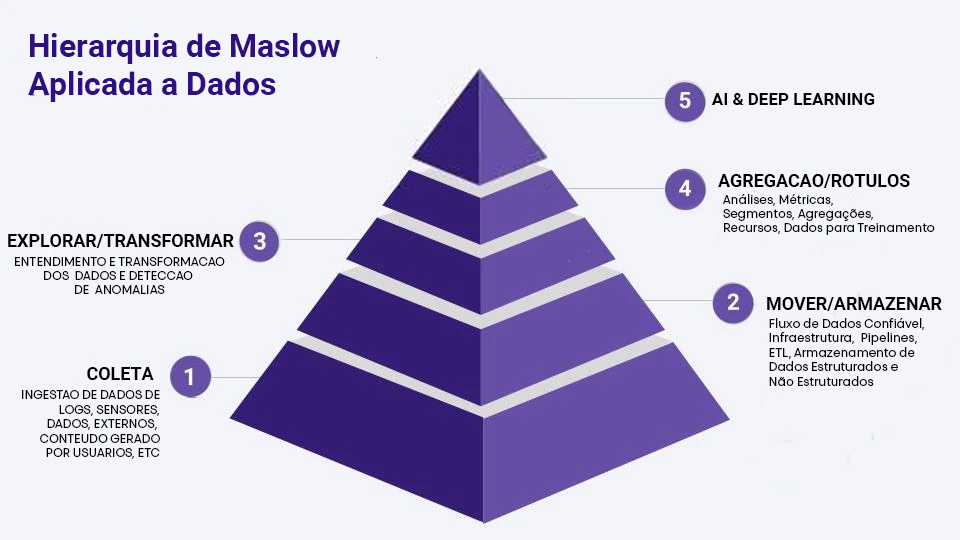 Hierarquia de Maslow
Aplicada a Dados
5
AI & DEEP LEARNING
4
AGREGACAO/ROTULOS
Análises, Métricas,
Segmentos, Agregações,
Recursos, Dados para Treinamento
EXPLORAR/TRANSFORMAR
3
ENTENDIMENTO E TRANSFORMACAO
DOS DADOS E DETECCAO
DE ANOMALIAS
2
MOVER/ARMAZENAR
Fluxo de Dados Confiável,
Infraestrutura, Pipelines,
ETL, Armazenamento de
Dados Estruturados e
Não Estruturados
COLETA
1
INGESTAO DE DADOS DE
LOGS, SENSORES,
DADOS, EXTERNOS,
CONTEUDO GERADO
POR USUARIOS, ETC